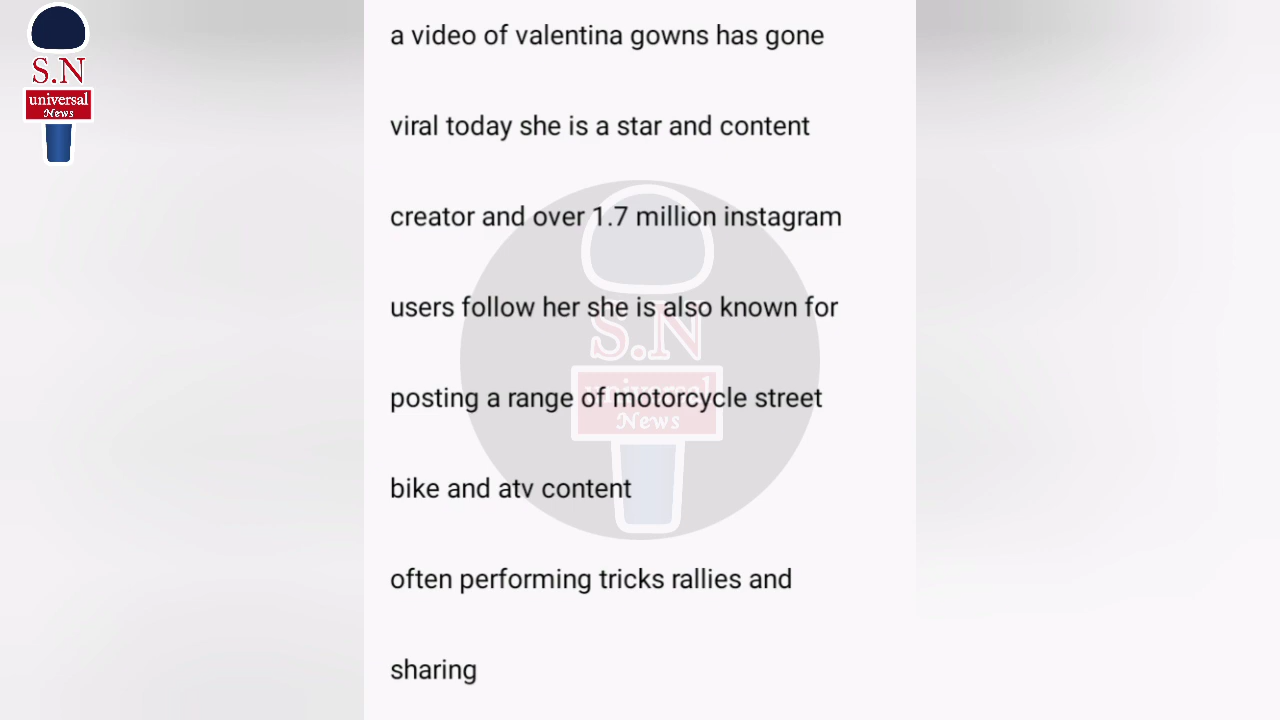 S.N
universal
News
a video of valentina gowns has gone
viral today she is a star and content
creator and over 1.7 million instagram
users follow her she is also known for
posting a range of motorcycle street
bike and atv content
often performing tricks rallies and
sharing
S.N
universal
News